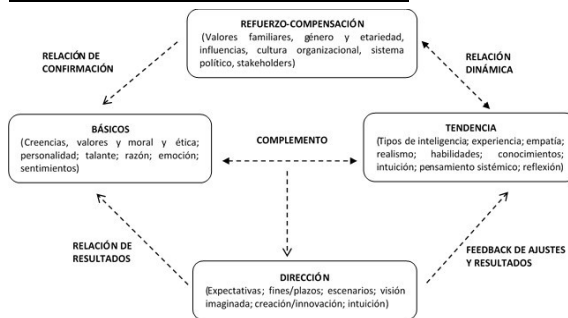 REFUERZO-COMPENSACIÓN
(Valores familiares, género y etariedad,
influencias, cultura organizacional, sistema
político, stakeholders)
RELACIÓN DE
CONFIRMACIÓN
RELACIÓN
DINÁMICA
BÁSICOS
(Creencias, valores y moral y ética;
personalidad; talante; razón; emoción;
sentimientos)
COMPLEMENTO
TENDENCIA
(Tipos de inteligencia; experiencia; empatía;
realismo; habilidades; conocimientos;
intuición; pensamiento sistémico; reflexión)
RELACIÓN DE
RESULTADOS
FEEDBACK DE AJUSTES
Y RESULTADOS
DIRECCIÓN
(Expectativas; fines/plazos; escenarios; visión
imaginada; creación/innovación; intuición)